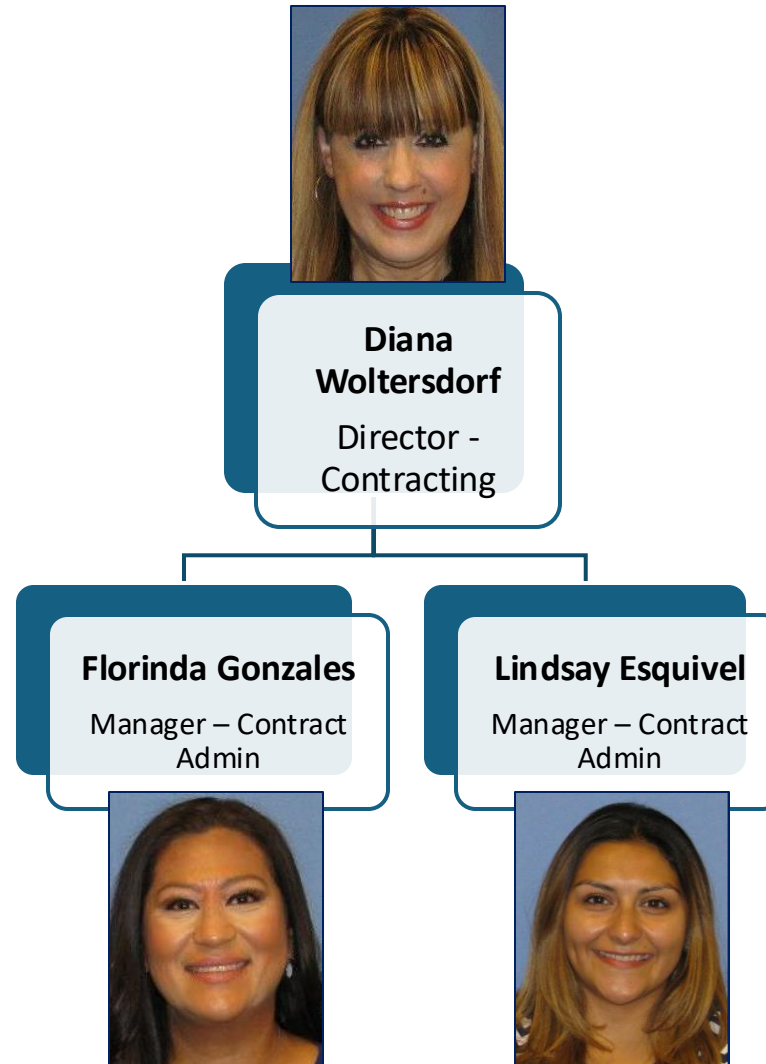 Diana
Woltersdorf
Director -
Contracting
Florinda Gonzales
Manager – Contract
Admin
Lindsay Esquivel
Manager – Contract
Admin